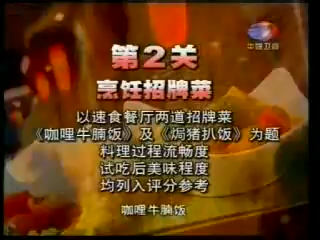 中視衛星
第2关
烹饪招牌菜
以速食餐厅两道招牌菜
《咖哩牛腩饭》及《焗猪扒饭》为题
料理过程流畅度
试吃后美味程度
均列入评分参考
咖哩牛腩饭